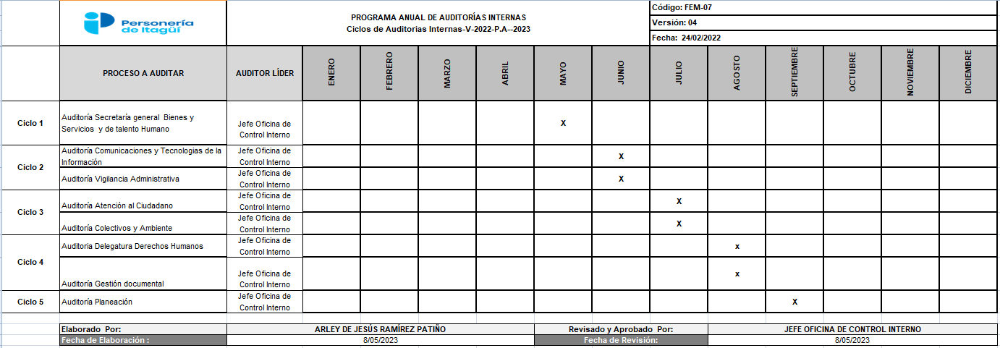 Personería
de Itagüí
PROGRAMA ANUAL DE AUDITORÍAS INTERNAS
Ciclos de Auditorias Internas-V-2022-P.A--2023
Código: FEM-07
Versión: 04
Fecha: 24/02/2022
PROCESO A AUDITAR
AUDITOR LÍDER
ENERO
FEBRERO
MARZO
ABRIL
MAYO
JUNIO
JULIO
AGOSTO
SEPTIEMBRE
OCTUBRE
NOVIEMBRE
DICIEMBRE
Ciclo 1
Auditoría Secretaría general Bienes y
Servicios y de talento Humano
Jefe Oficina de
Control Interno
X
Ciclo 2
Auditoría Comunicaciones y Tecnologias de la
Información
Jefe Oficina de
Control Interno
X
Auditoría Vigilancia Administrativa
Jefe Oficina de
Control Interno
X
Ciclo 3
Auditoría Atención al Ciudadano
Jefe Oficina de
Control Interno
X
Auditoría Colectivos y Ambiente
Jefe Oficina de
Control Interno
X
Ciclo 4
Auditoria Delegatura Derechos Humanos
Jefe Oficina de
Control Interno
x
Auditoría Gestión documental
Jefe Oficina de
Control Interno
x
Ciclo 5
Auditoría Planeación
Jefe Oficina de
Control Interno
X
Elaborado Por:
ARLEY DE JESÚS RAMÍREZ PATIÑO
Revisado y Aprobado Por:
JEFE OFICINA DE CONTROL INTERNO
Fecha de Elaboración :
8/05/2023
Fecha de Revisión:
8/05/2023